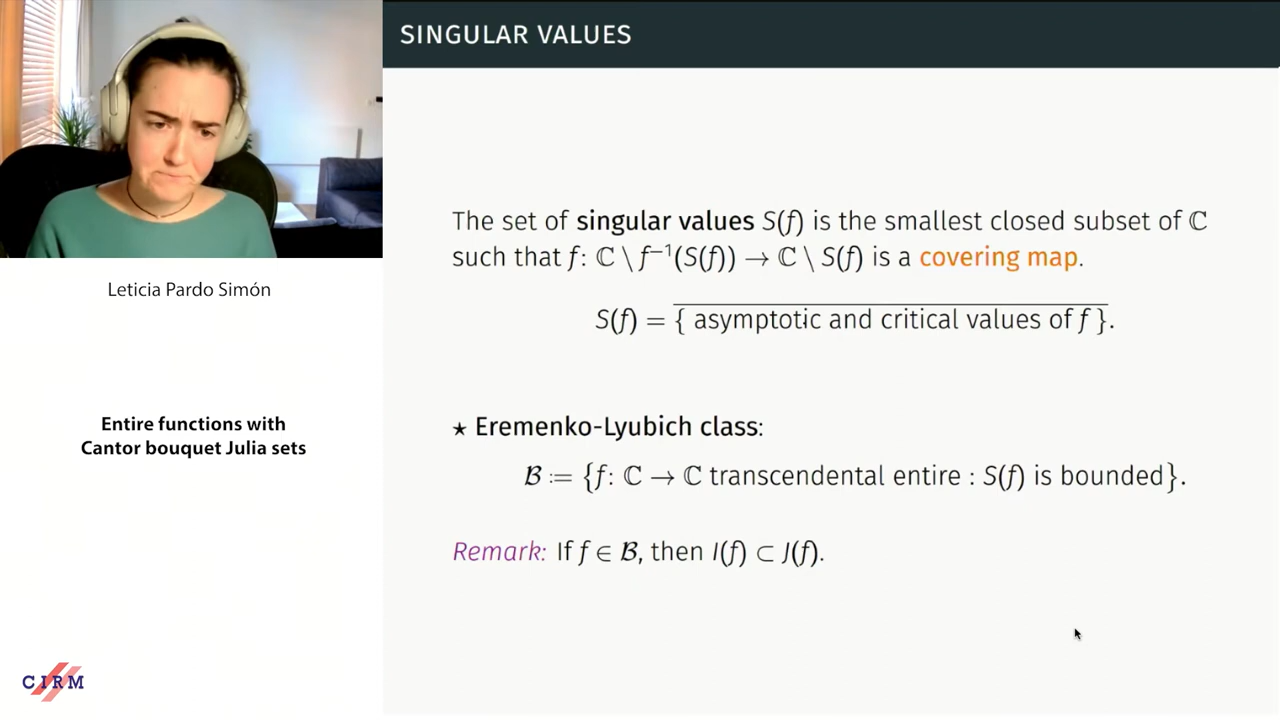 SINGULAR VALUES
The set of singular values S(f) is the smallest closed subset of ℂ
such that f: ℂ \ f⁻¹(S(f)) → ℂ \ S(f) is a covering map.
S(f) = \overline{{ asymptotic and critical values of f }}.
⋆ Eremenko-Lyubich class:
𝓑 := {f: ℂ → ℂ transcendental entire : S(f) is bounded}.
Remark: If f ∈ 𝓑, then I(f) ⊂ J(f).
Leticia Pardo Simón
Entire functions with
Cantor bouquet Julia sets
CIRM